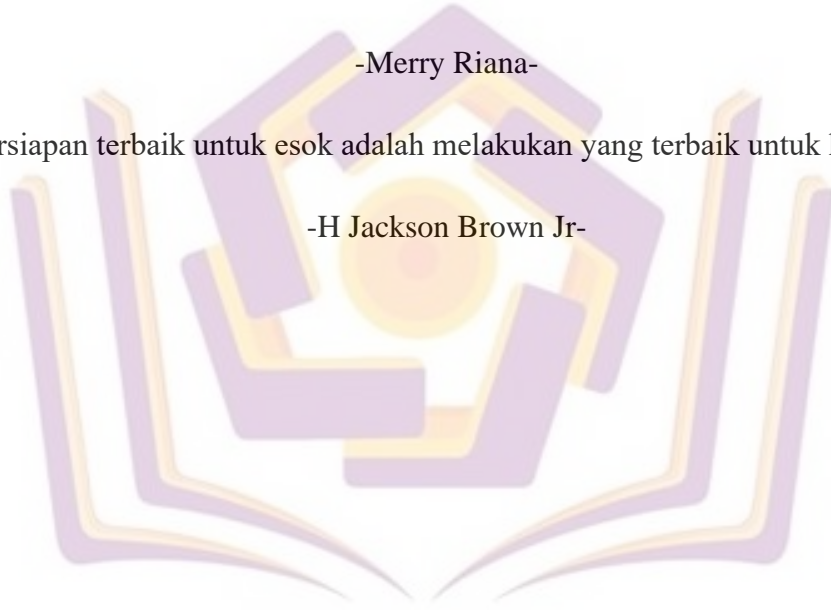 -Merry Riana-
rsiapan terbaik untuk esok adalah melakukan yang terbaik untuk
-H Jackson Brown Jr-